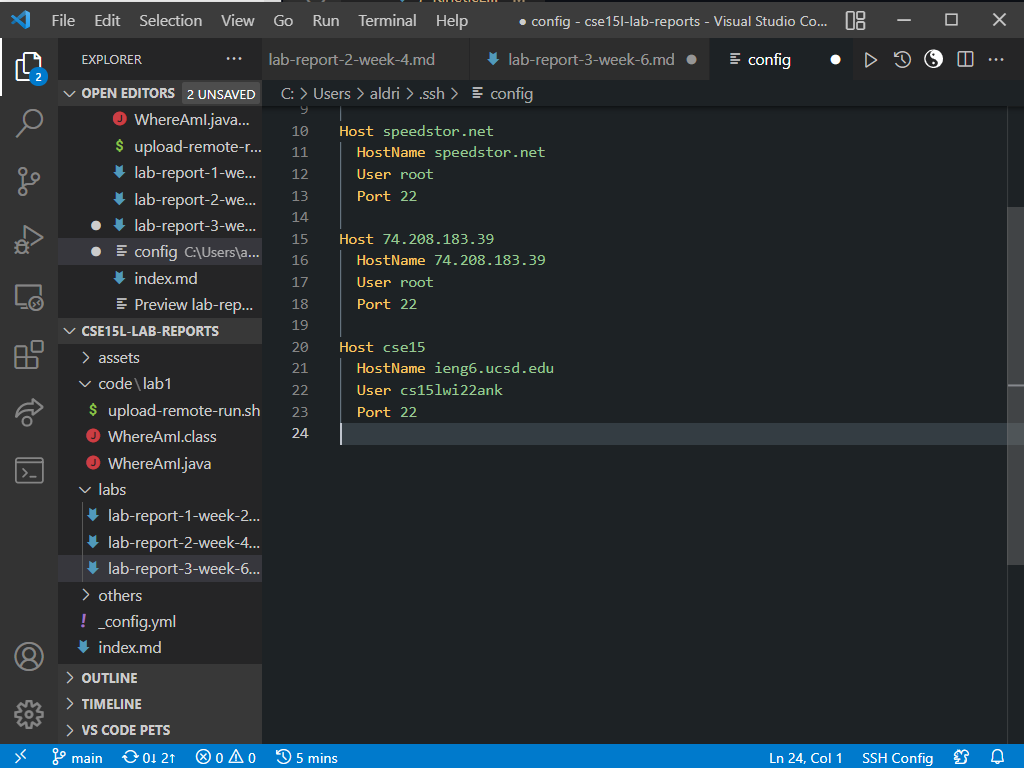 File Edit Selection View Go Run Terminal Help ● config - cse15l-lab-reports - Visual Studio Co...
EXPLORER ...
lab-report-2-week-4.md lab-report-3-week-6.md ● config ●
2
OPEN EDITORS 2 UNSAVED
C: > Users > aldri > .ssh > config
WhereAmI.java...
upload-remote-r...
lab-report-1-we...
lab-report-2-we...
● lab-report-3-we...
● config C:\Users\a...
index.md
Preview lab-rep...
CSE15L-LAB-REPORTS
assets
code\lab1
$ upload-remote-run.sh
WhereAmI.class
WhereAmI.java
labs
lab-report-1-week-2...
lab-report-2-week-4...
lab-report-3-week-6...
others
! _config.yml
index.md
OUTLINE
TIMELINE
VS CODE PETS
9
10 Host speedstor.net
11 HostName speedstor.net
12 User root
13 Port 22
14
15 Host 74.208.183.39
16 HostName 74.208.183.39
17 User root
18 Port 22
19
20 Host cse15
21 HostName ieng6.ucsd.edu
22 User cs15lwi22ank
23 Port 22
24
main 0↓ 2↑ 0 0 5 mins Ln 24, Col 1 SSH Config